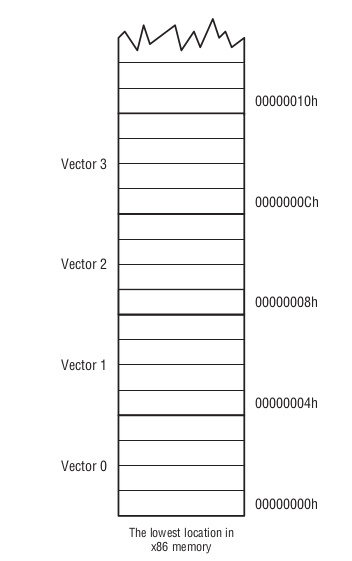 00000010h
Vector 3
0000000Ch
Vector 2
00000008h
Vector 1
00000004h
Vector 0
00000000h
The lowest location in
x86 memory